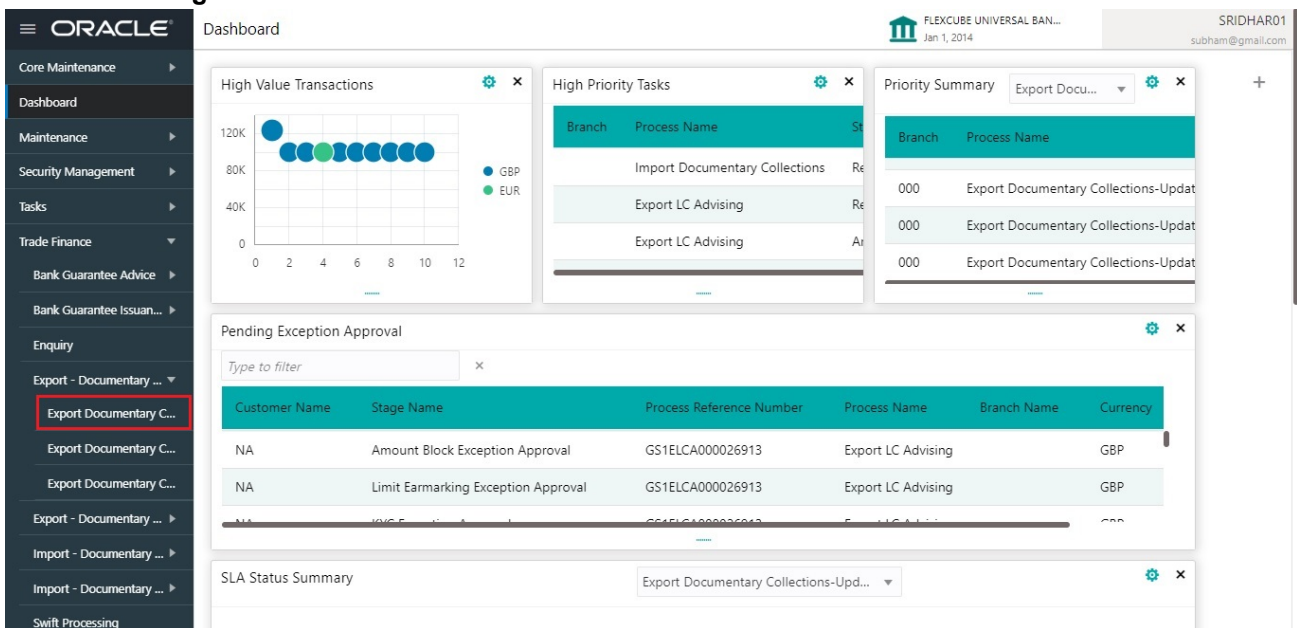 ORACLE
Dashboard
FLEXCUBE UNIVERSAL BAN...
Jan 1, 2014
SRIDHAR01
subham@gmail.com
Core Maintenance
Dashboard
Maintenance
Security Management
Tasks
Trade Finance
Bank Guarantee Advice
Bank Guarantee Issuan...
Enquiry
Export - Documentary ...
Export Documentary C...
Export Documentary C...
Export Documentary C...
Export - Documentary ...
Import - Documentary ...
Import - Documentary ...
Swift Processing
High Value Transactions
120K
80K
40K
0
0 2 4 6 8 10 12
GBP
EUR
High Priority Tasks
Branch Process Name St
Import Documentary Collections Re
Export LC Advising Re
Export LC Advising
Priority Summary Export Docu...
Branch Process Name
000 Export Documentary Collections-Updat
000 Export Documentary Collections-Updat
000 Export Documentary Collections-Updat
Pending Exception Approval
Type to filter
Customer Name Stage Name Process Reference Number Process Name Branch Name Currency
NA Amount Block Exception Approval GS1ELCA000026913 Export LC Advising GBP
NA Limit Earmarking Exception Approval GS1ELCA000026913 Export LC Advising GBP
SLA Status Summary Export Documentary Collections-Upd...